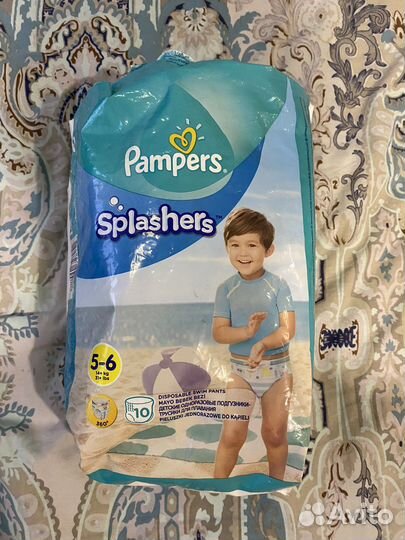 Pampers
Splashers™
5-6
14+ kg
31+ lbs
360°
10
DISPOSABLE SWIM PANTS
MAYO BEBEK BEZİ
ДЕТСКИЕ ОДНОРАЗОВЫЕ ПОДГУЗНИКИ-
ТРУСИКИ ДЛЯ ПЛАВАНИЯ
PIELUSZKI JEDNORAZOWE DO KĄPIELI
Avito